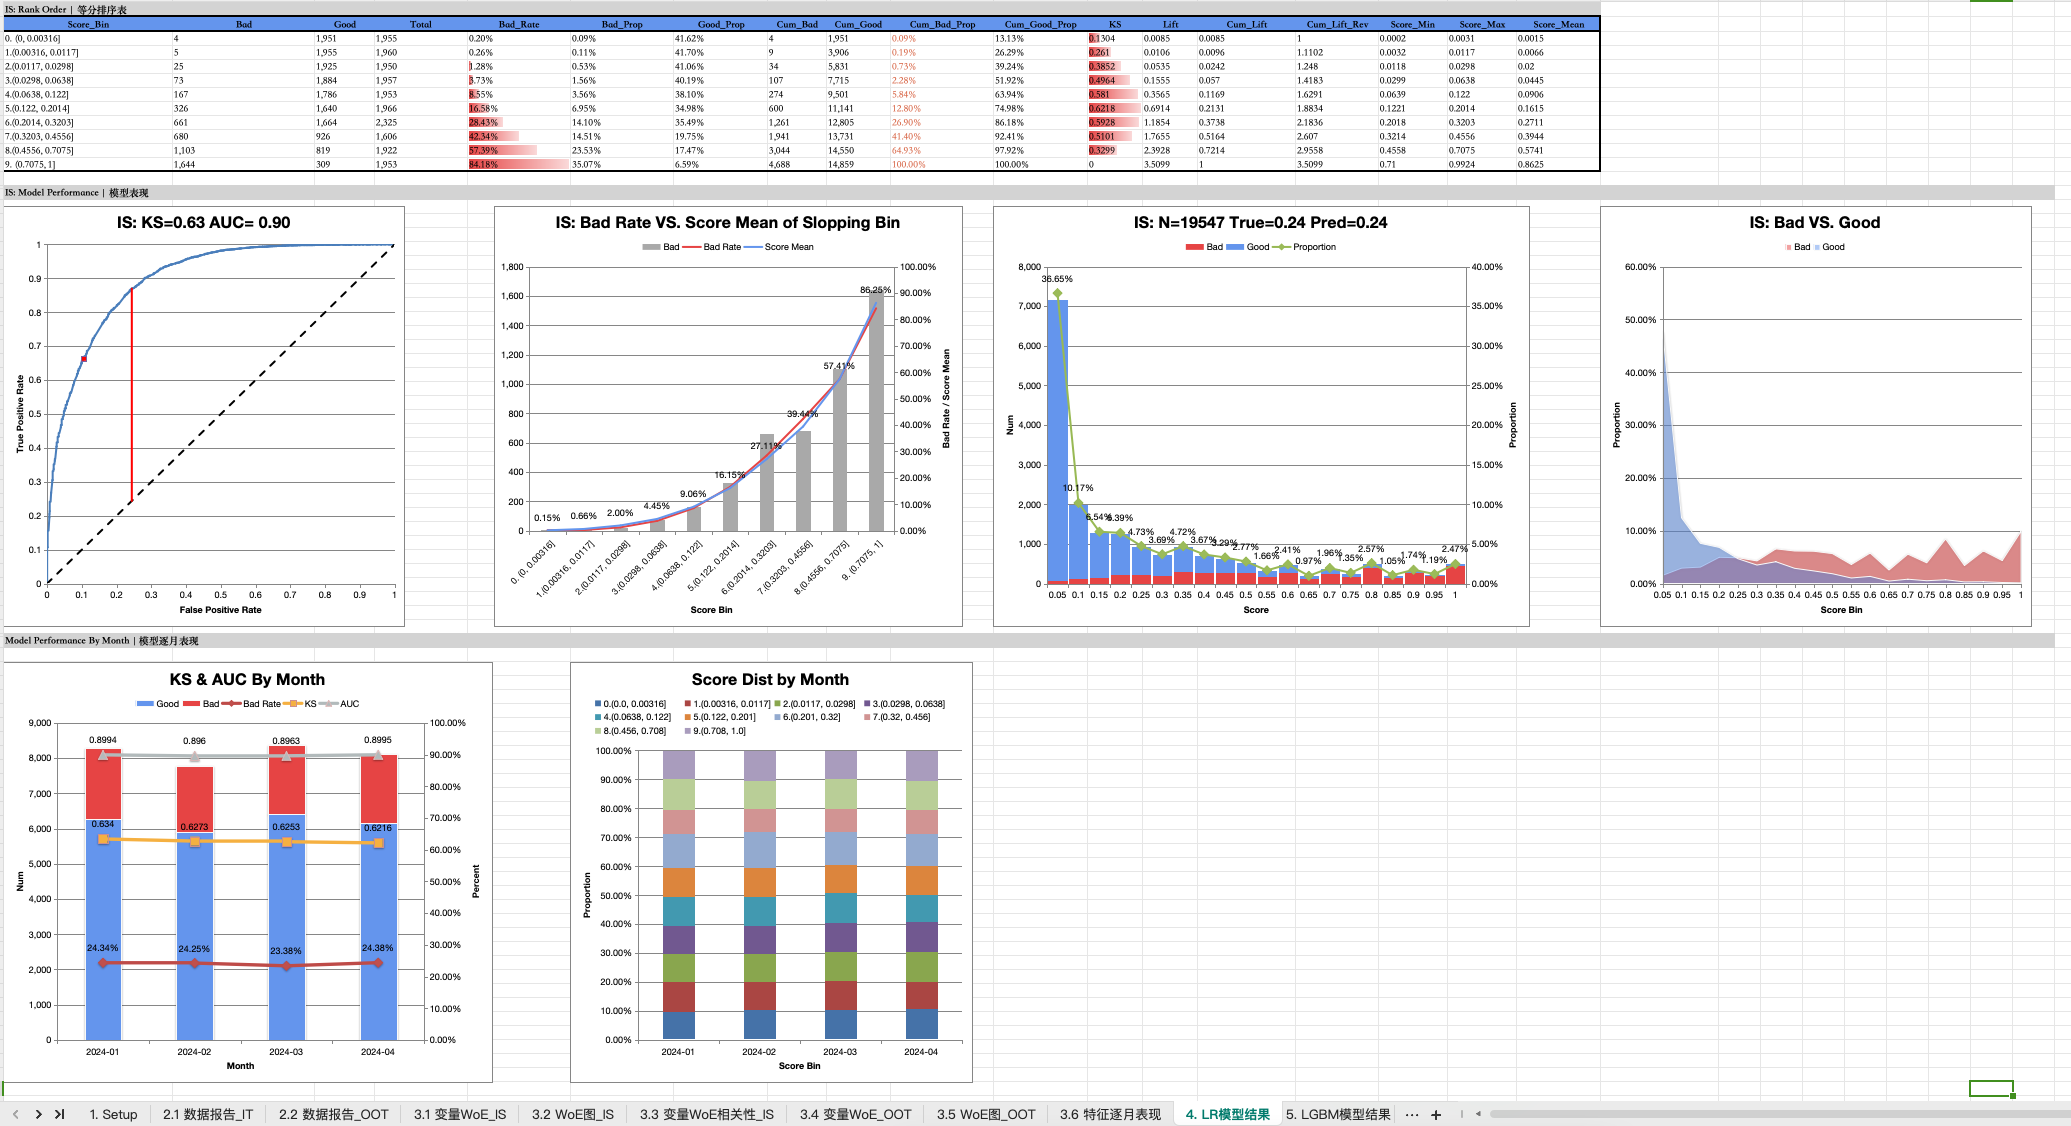 IS: Rank Order | 等分排序表
Score_Bin Bad Good Total Bad_Rate Bad_Prop Good_Prop Cum_Bad Cum_Good Cum_Bad_Prop Cum_Good_Prop KS Lift Cum_Lift Cum_Lift_Rev Score_Min Score_Max Score_Mean
0. (0, 0.00316] 4 1,951 1,955 0.20% 0.09% 41.62% 4 1,951 0.09% 13.13% 0.1304 0.0085 0.0085 1 0.0002 0.0031 0.0015
1.(0.00316, 0.0117] 5 1,955 1,960 0.26% 0.11% 41.70% 9 3,906 0.19% 26.29% 0.261 0.0106 0.0096 1.1102 0.0032 0.0117 0.0066
2.(0.0117, 0.0298] 25 1,925 1,950 1.28% 0.53% 41.06% 34 5,831 0.73% 39.24% 0.3852 0.0535 0.0242 1.248 0.0118 0.0298 0.02
3.(0.0298, 0.0638] 73 1,884 1,957 3.73% 1.56% 40.19% 107 7,715 2.28% 51.92% 0.4964 0.1555 0.057 1.4183 0.0299 0.0638 0.0445
4.(0.0638, 0.122] 167 1,786 1,953 8.55% 3.56% 38.10% 274 9,501 5.84% 63.94% 0.581 0.3565 0.1169 1.6291 0.0639 0.122 0.0906
5.(0.122, 0.2014] 326 1,640 1,966 16.58% 6.95% 34.98% 600 11,141 12.80% 74.98% 0.6218 0.6914 0.2131 1.8834 0.1221 0.2014 0.1615
6.(0.2014, 0.3203] 661 1,664 2,325 28.43% 14.10% 35.49% 1,261 12,805 26.90% 86.18% 0.5928 1.1854 0.3738 2.1836 0.2018 0.3203 0.2711
7.(0.3203, 0.4556] 680 926 1,606 42.34% 14.51% 19.75% 1,941 13,731 41.40% 92.41% 0.5101 1.7655 0.5164 2.607 0.3214 0.4556 0.3944
8.(0.4556, 0.7075] 1,103 819 1,922 57.39% 23.53% 17.47% 3,044 14,550 64.93% 97.92% 0.3299 2.3928 0.7214 2.9558 0.4558 0.7075 0.5741
9. (0.7075, 1] 1,644 309 1,953 84.18% 35.07% 6.59% 4,688 14,859 100.00% 100.00% 0 3.5099 1 3.5099 0.71 0.9924 0.8625
IS: Model Performance | 模型表现
IS: KS=0.63 AUC= 0.90
1
0.9
0.8
0.7
0.6
0.5
0.4
0.3
0.2
0.1
0
True Positive Rate
0 0.1 0.2 0.3 0.4 0.5 0.6 0.7 0.8 0.9 1
False Positive Rate
IS: Bad Rate VS. Score Mean of Slopping Bin
Bad Bad Rate Score Mean
1,800
1,600
1,400
1,200
1,000
800
600
400
200
0
0.15% 0.66% 2.00% 4.45% 9.06% 16.15% 27.11% 39.44% 57.41% 86.25%
100.00%
90.00%
80.00%
70.00%
60.00%
50.00%
40.00%
30.00%
20.00%
10.00%
0.00%
Bad Rate / Score Mean
0. (0, 0.00316] 1.(0.00316, 0.0117] 2.(0.0117, 0.0298] 3.(0.0298, 0.0638] 4.(0.0638, 0.122] 5.(0.122, 0.2014] 6.(0.2014, 0.3203] 7.(0.3203, 0.4556] 8.(0.4556, 0.7075] 9. (0.7075, 1]
Score Bin
IS: N=19547 True=0.24 Pred=0.24
Bad Good Proportion
8,000
7,000
6,000
5,000
4,000
3,000
2,000
1,000
0
Num
36.65% 10.17% 6.54% 6.39% 4.73% 3.69% 4.72% 3.67% 3.29% 2.77% 1.66% 2.41% 0.97% 1.96% 1.35% 2.57% 1.05% 1.74% 1.19% 2.47%
40.00%
35.00%
30.00%
25.00%
20.00%
15.00%
10.00%
5.00%
0.00%
Proportion
0.05 0.1 0.15 0.2 0.25 0.3 0.35 0.4 0.45 0.5 0.55 0.6 0.65 0.7 0.75 0.8 0.85 0.9 0.95 1
Score
IS: Bad VS. Good
Bad Good
60.00%
50.00%
40.00%
30.00%
20.00%
10.00%
0.00%
Proportion
0.05 0.1 0.15 0.2 0.25 0.3 0.35 0.4 0.45 0.5 0.55 0.6 0.65 0.7 0.75 0.8 0.85 0.9 0.95 1
Score Bin
Model Performance By Month | 模型逐月表现
KS & AUC By Month
Good Bad Bad Rate KS AUC
9,000
8,000
7,000
6,000
5,000
4,000
3,000
2,000
1,000
0
Num
0.8994 0.896 0.8963 0.8995
0.634 0.6273 0.6253 0.6216
24.34% 24.25% 23.38% 24.38%
100.00%
90.00%
80.00%
70.00%
60.00%
50.00%
40.00%
30.00%
20.00%
10.00%
0.00%
Percent
2024-01 2024-02 2024-03 2024-04
Month
Score Dist by Month
0.(0.0, 0.00316] 1.(0.00316, 0.0117] 2.(0.0117, 0.0298] 3.(0.0298, 0.0638]
4.(0.0638, 0.122] 5.(0.122, 0.201] 6.(0.201, 0.32] 7.(0.32, 0.456]
8.(0.456, 0.708] 9.(0.708, 1.0]
100.00%
90.00%
80.00%
70.00%
60.00%
50.00%
40.00%
30.00%
20.00%
10.00%
0.00%
Proportion
2024-01 2024-02 2024-03 2024-04
Score Bin
1. Setup 2.1 数据报告_IT 2.2 数据报告_OOT 3.1 变量WoE_IS 3.2 WoE图_IS 3.3 变量WoE相关性_IS 3.4 变量WoE_OOT 3.5 WoE图_OOT 3.6 特征逐月表现 4. LR模型结果 5. LGBM模型结果 ... +